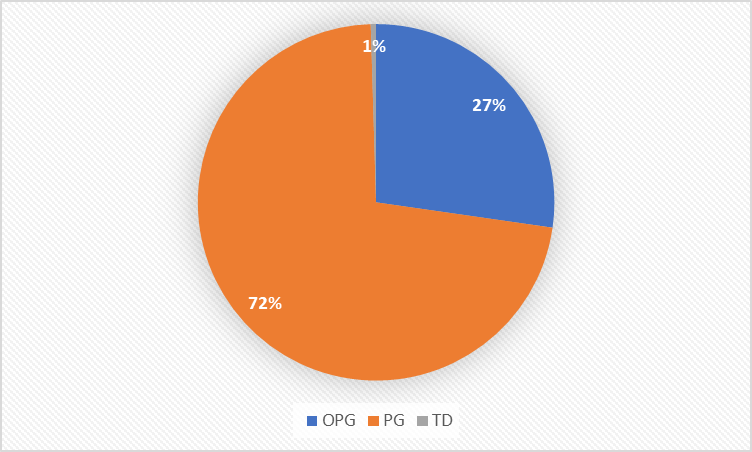 1%
27%
72%
OPG PG TD